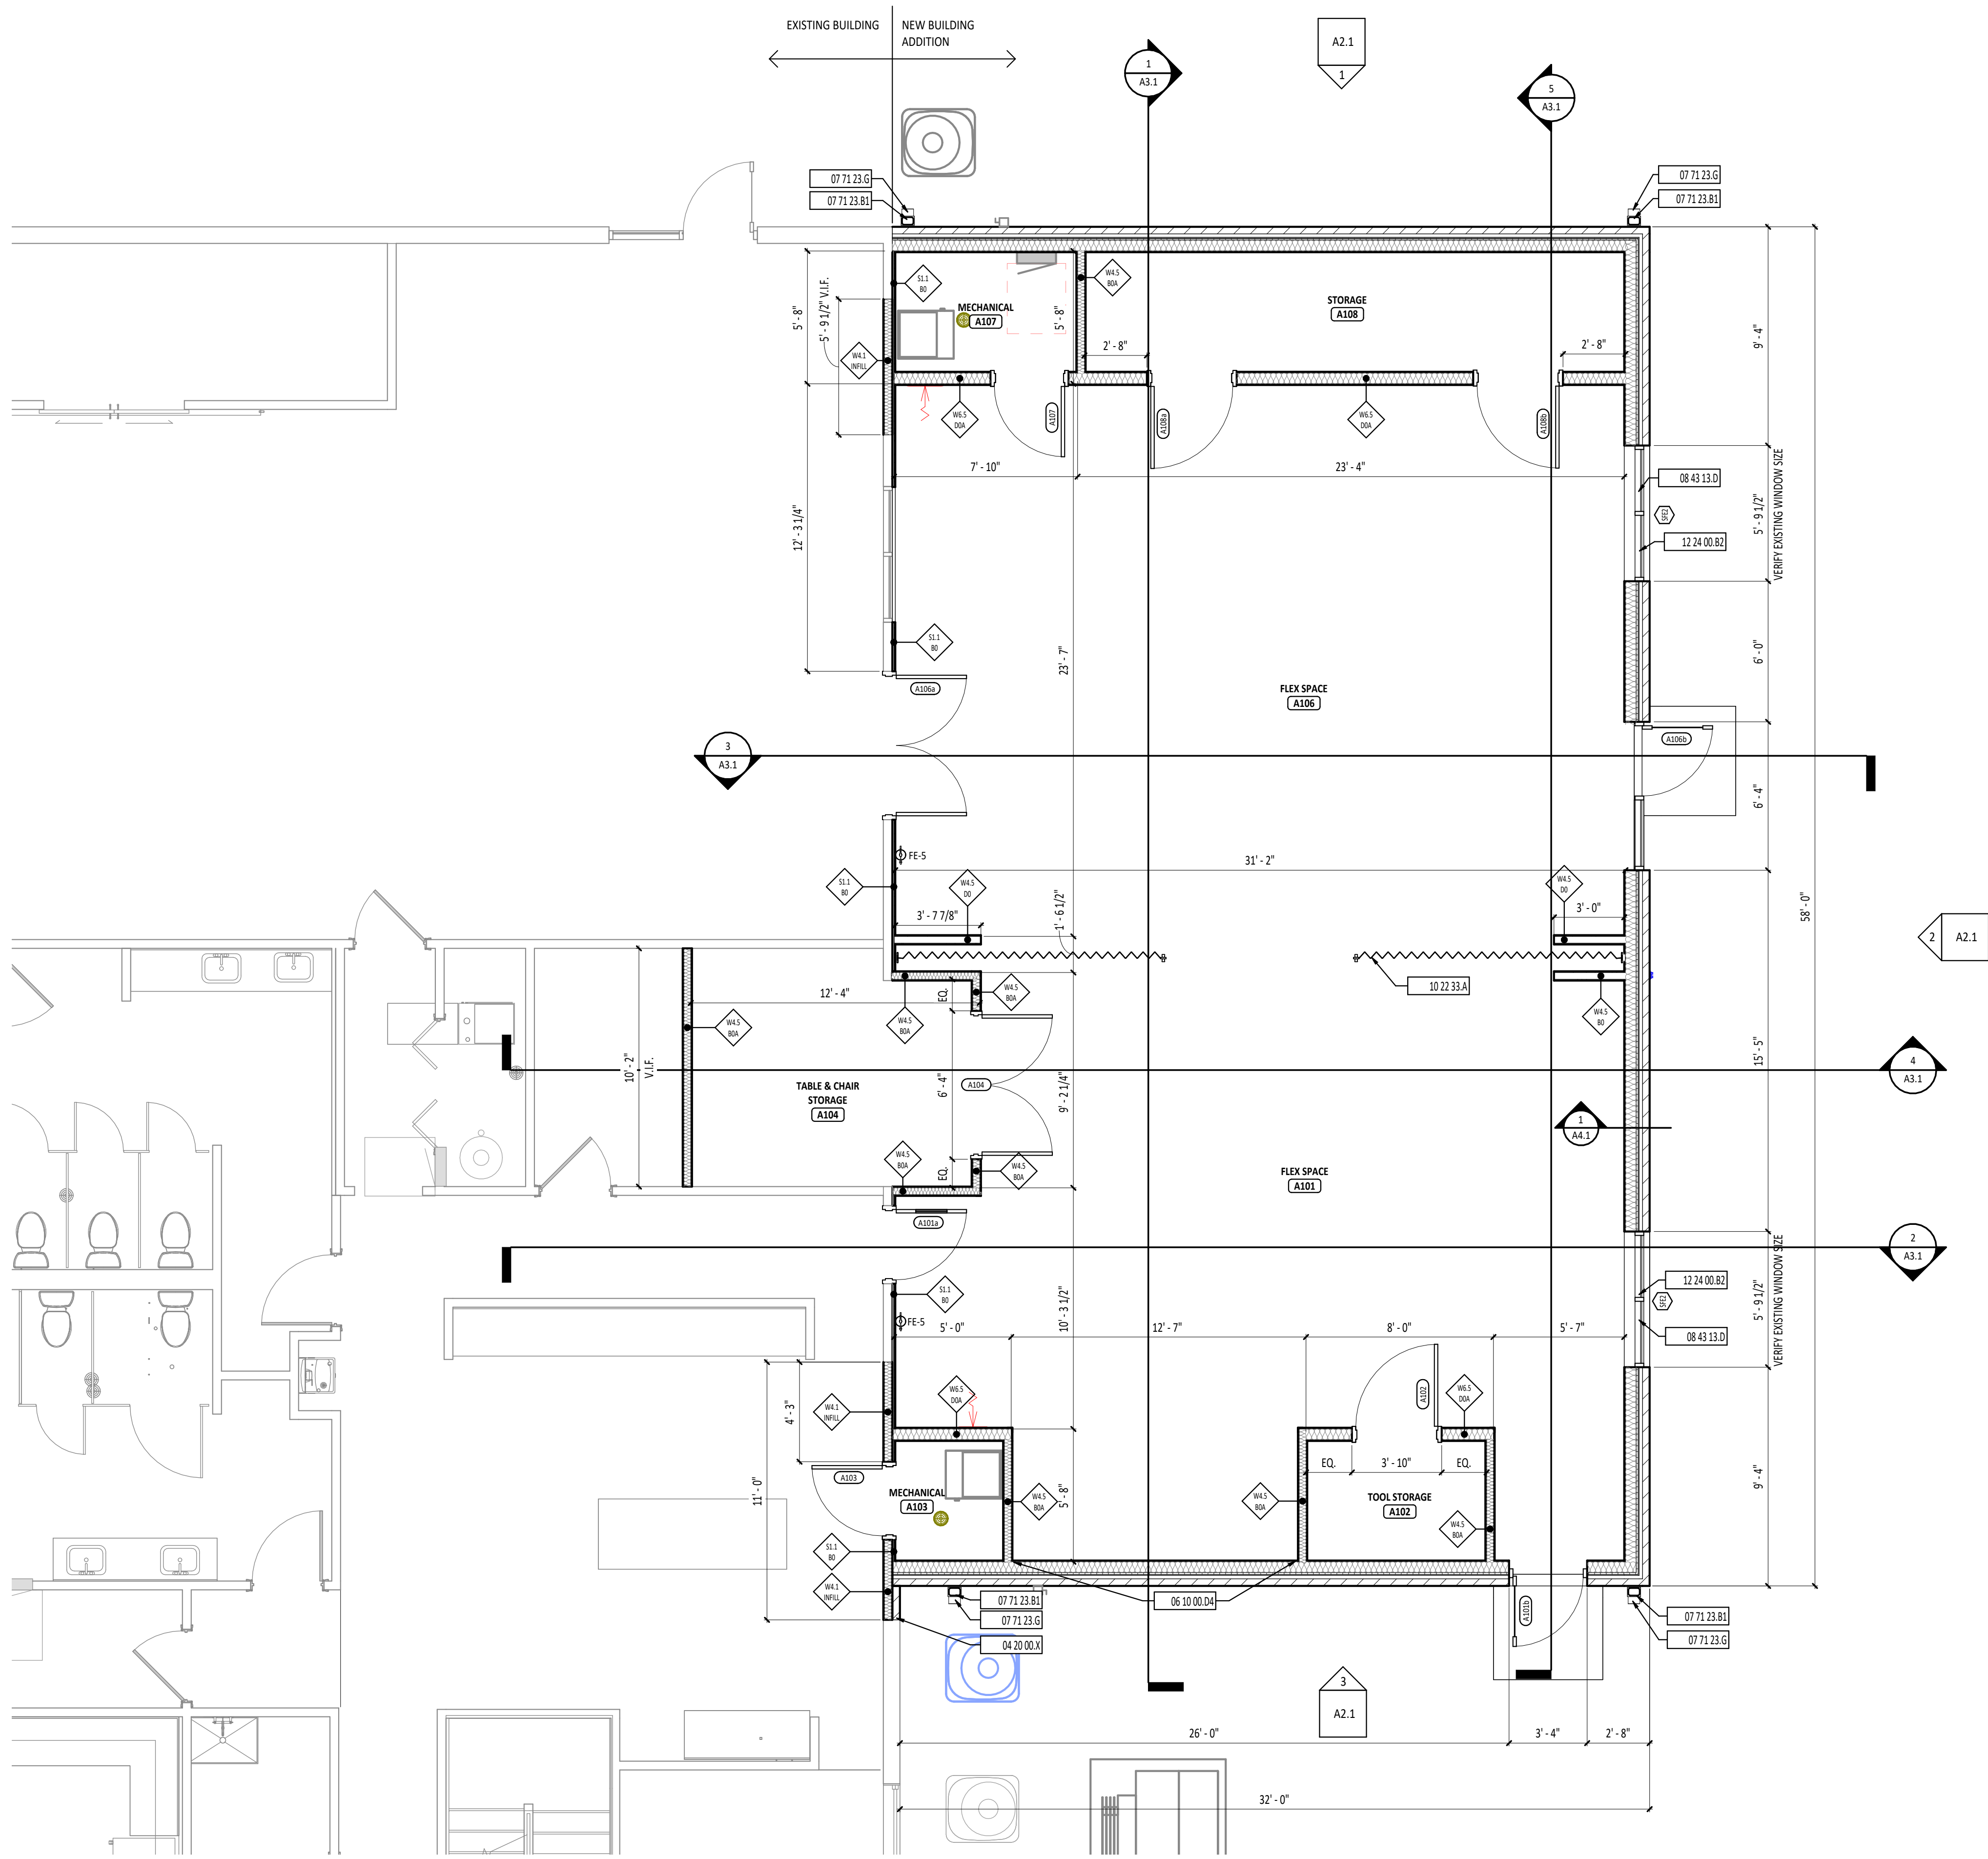 EXISTING BUILDING
NEW BUILDING
ADDITION
A2.1
1
1
A3.1
5
A3.1
07 71 23.G
07 71 23.B1
07 71 23.G
07 71 23.B1
S1.1
B0
W4.5
B0A
MECHANICAL
A107
STORAGE
A108
5' - 8"
5' - 9 1/2" V.I.F.
5' - 8"
9' - 4"
W4.1
INFILL
2' - 8"
2' - 8"
W6.5
D0A
A107
A108a
W6.5
D0A
A108b
7' - 10"
23' - 4"
08 43 13.D
SFE2
12 24 00.B2
5' - 9 1/2"
VERIFY EXISTING WINDOW SIZE
12' - 3 1/4"
S1.1
B0
23' - 7"
6' - 0"
58' - 0"
A106a
FLEX SPACE
A106
A106b
3
A3.1
6' - 4"
FE-5
31' - 2"
S1.1
B0
W4.5
D0
W4.5
D0
3' - 7 7/8"
1' - 6 1/2"
3' - 0"
2
A2.1
10 22 33.A
12' - 4"
EQ.
W4.5
B0A
W4.5
B0A
W4.5
B0A
W4.5
B0
10' - 2"
V.I.F.
TABLE & CHAIR
STORAGE
A104
6' - 4"
A104
9' - 2 1/4"
15' - 5"
4
A3.1
1
A4.1
W4.5
B0A
EQ.
W4.5
B0A
FLEX SPACE
A101
A101a
2
A3.1
S1.1
B0
FE-5
12 24 00.B2
SFE2
08 43 13.D
5' - 9 1/2"
VERIFY EXISTING WINDOW SIZE
5' - 0"
10' - 3 1/2"
12' - 7"
8' - 0"
5' - 7"
4' - 3"
W4.1
INFILL
W6.5
D0A
A102
W6.5
D0A
A103
EQ.
3' - 10"
EQ.
11' - 0"
MECHANICAL
A103
W4.5
B0A
5' - 8"
W4.5
B0A
TOOL STORAGE
A102
W4.5
B0A
9' - 4"
S1.1
B0
W4.1
INFILL
07 71 23.B1
07 71 23.G
04 20 00.X
06 10 00.D4
A101b
07 71 23.B1
07 71 23.G
3
A2.1
26' - 0"
3' - 4"
2' - 8"
32' - 0"